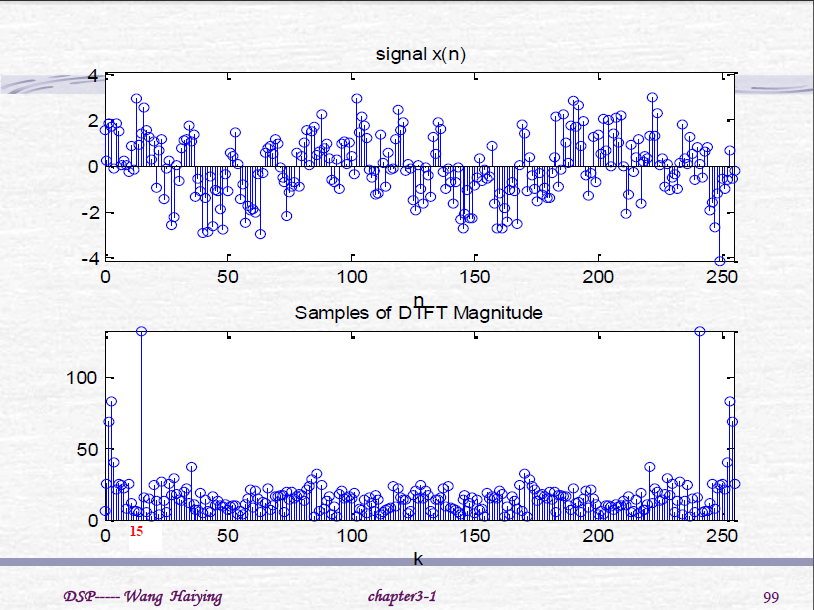 signal x(n)
4
2
0
-2
-4
0 50 100 150 200 250
n
Samples of DTFT Magnitude
100
50
0
0 15 50 100 150 200 250
k
DSP----- Wang Haiying chapter3-1 99